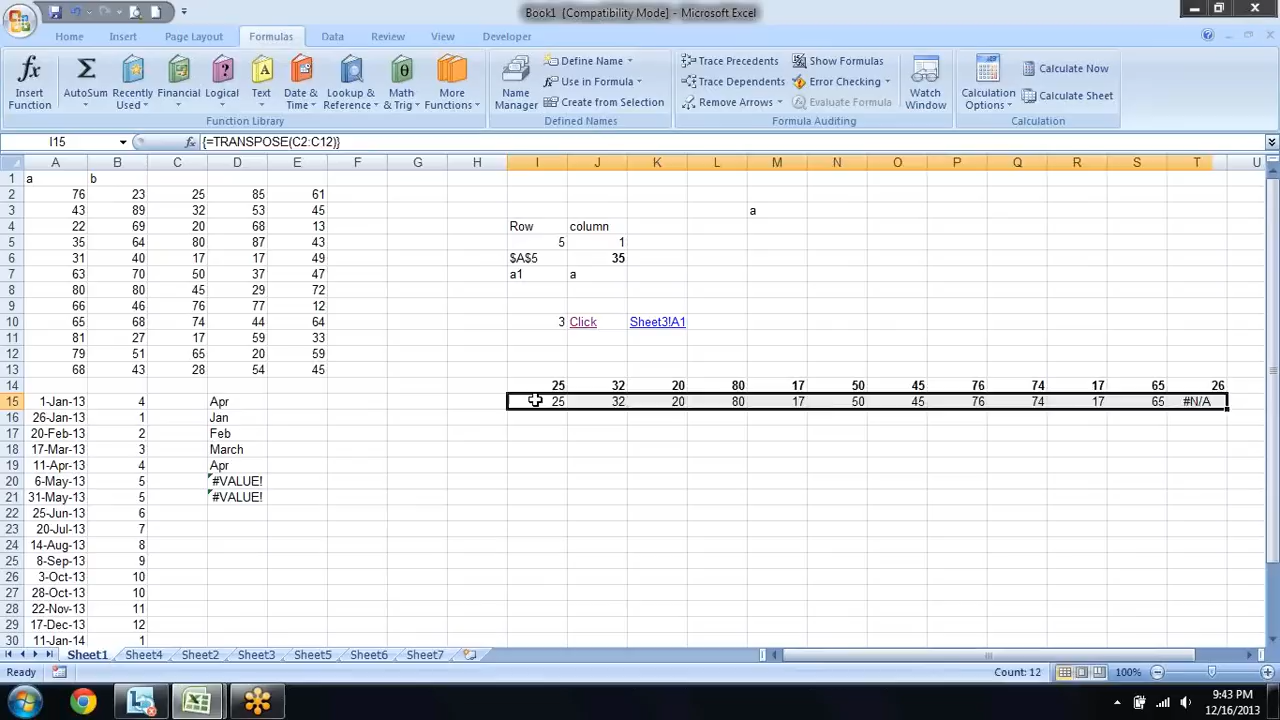 Book1 [Compatibility Mode] - Microsoft Excel
Home Insert Page Layout Formulas Data Review View Developer
Insert Function
AutoSum
Recently Used
Financial
Logical
Text
Date & Time
Lookup & Reference
Math & Trig
More Functions
Function Library
Name Manager
Define Name
Use in Formula
Create from Selection
Defined Names
Trace Precedents
Trace Dependents
Remove Arrows
Show Formulas
Error Checking
Evaluate Formula
Formula Auditing
Watch Window
Calculation Options
Calculate Now
Calculate Sheet
Calculation
I15 fx {=TRANSPOSE(C2:C12)}
A B C D E F G H I J K L M N O P Q R S T U
1 a b
2 76 23 25 85 61
3 43 89 32 53 45 a
4 22 69 20 68 13 Row column
5 35 64 80 87 43 5 1
6 31 40 17 17 49 $A$5 35
7 63 70 50 37 47 a1 a
8 80 80 45 29 72
9 66 46 76 77 12
10 65 68 74 44 64 3 Click Sheet3!A1
11 81 27 17 59 33
12 79 51 65 20 59
13 68 43 28 54 45
14 25 32 20 80 17 50 45 76 74 17 65 26
15 1-Jan-13 4 Apr 25 32 20 80 17 50 45 76 74 17 65 #N/A
16 26-Jan-13 1 Jan
17 20-Feb-13 2 Feb
18 17-Mar-13 3 March
19 11-Apr-13 4 Apr
20 6-May-13 5 #VALUE!
21 31-May-13 5 #VALUE!
22 25-Jun-13 6
23 20-Jul-13 7
24 14-Aug-13 8
25 8-Sep-13 9
26 3-Oct-13 10
27 28-Oct-13 10
28 22-Nov-13 11
29 17-Dec-13 12
30 11-Jan-14 1
Sheet1 Sheet4 Sheet2 Sheet3 Sheet5 Sheet6 Sheet7
Ready Count: 12 100%
9:43 PM
12/16/2013